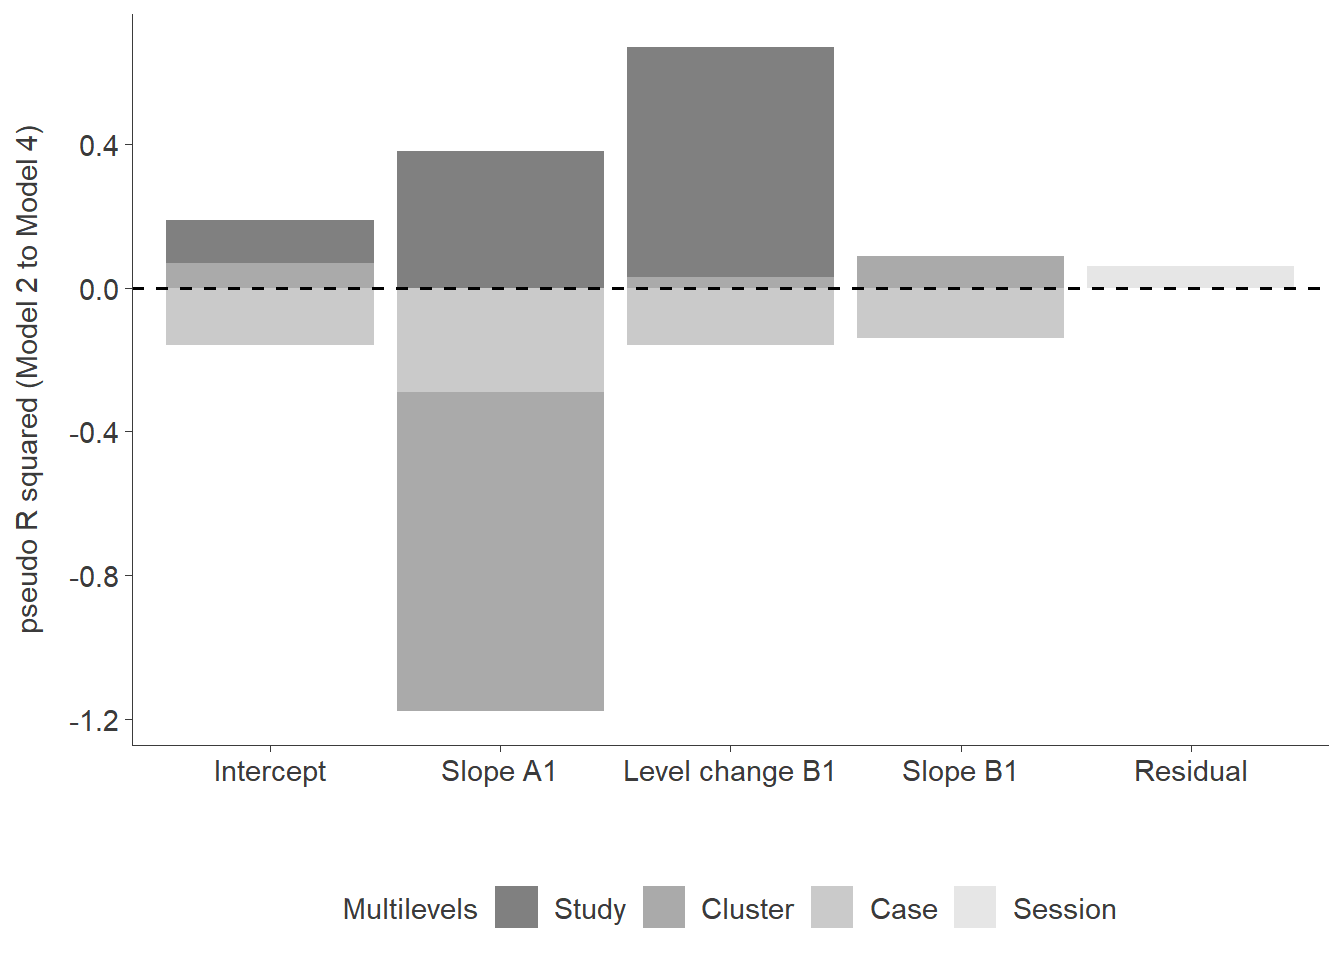 pseudo R squared (Model 2 to Model 4)
0.4
0.0
-0.4
-0.8
-1.2
Intercept
Slope A1
Level change B1
Slope B1
Residual
Multilevels
Study
Cluster
Case
Session